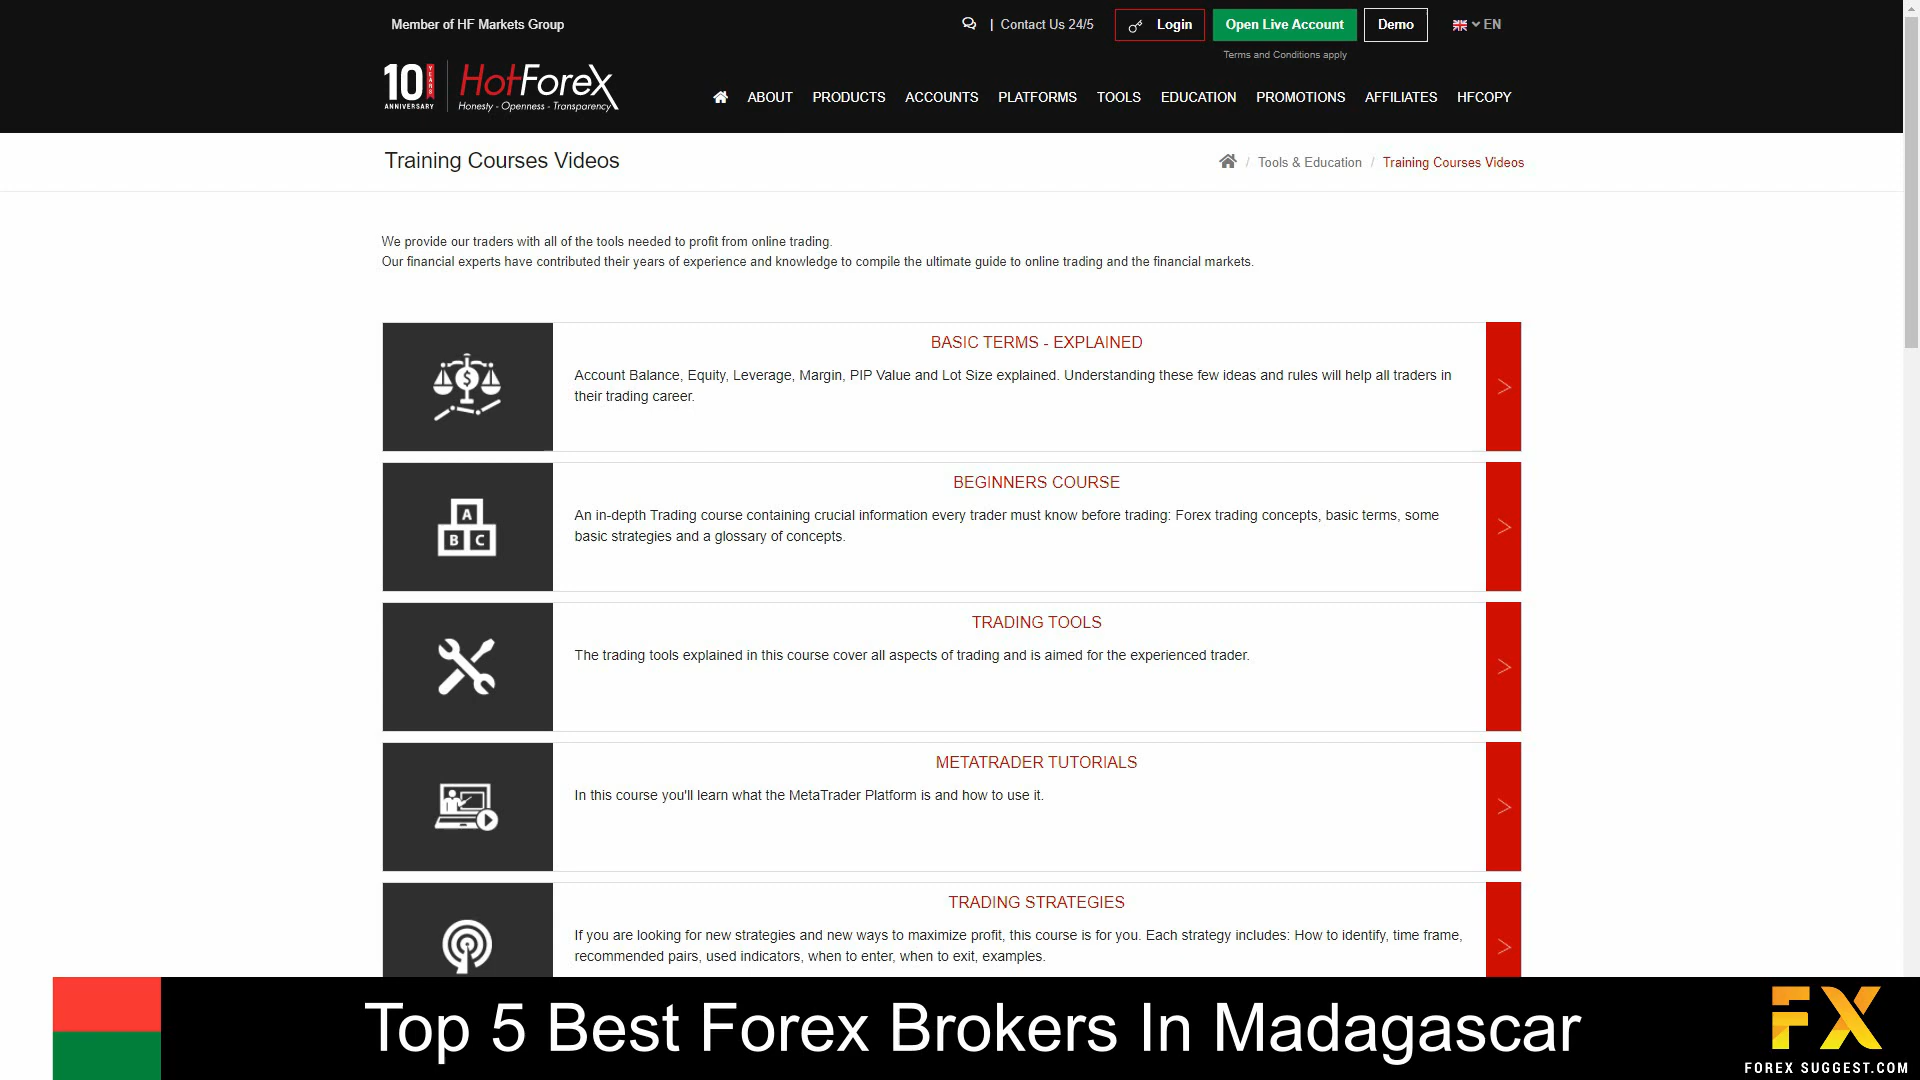 Member of HF Markets Group
| Contact Us 24/5
Login
Open Live Account
Demo
EN
Terms and Conditions apply
10 YEARS ANNIVERSARY
HotForex
Honesty - Openness - Transparency
ABOUT PRODUCTS ACCOUNTS PLATFORMS TOOLS EDUCATION PROMOTIONS AFFILIATES HFCOPY
Training Courses Videos
/ Tools & Education / Training Courses Videos
We provide our traders with all of the tools needed to profit from online trading.
Our financial experts have contributed their years of experience and knowledge to compile the ultimate guide to online trading and the financial markets.
BASIC TERMS - EXPLAINED
Account Balance, Equity, Leverage, Margin, PIP Value and Lot Size explained. Understanding these few ideas and rules will help all traders in
their trading career.
>
$
BEGINNERS COURSE
An in-depth Trading course containing crucial information every trader must know before trading: Forex trading concepts, basic terms, some
basic strategies and a glossary of concepts.
>
A
B C
TRADING TOOLS
The trading tools explained in this course cover all aspects of trading and is aimed for the experienced trader.
>
METATRADER TUTORIALS
In this course you'll learn what the MetaTrader Platform is and how to use it.
>
TRADING STRATEGIES
If you are looking for new strategies and new ways to maximize profit, this course is for you. Each strategy includes: How to identify, time frame,
recommended pairs, used indicators, when to enter, when to exit, examples.
>
Top 5 Best Forex Brokers In Madagascar
FX
FOREX SUGGEST.COM